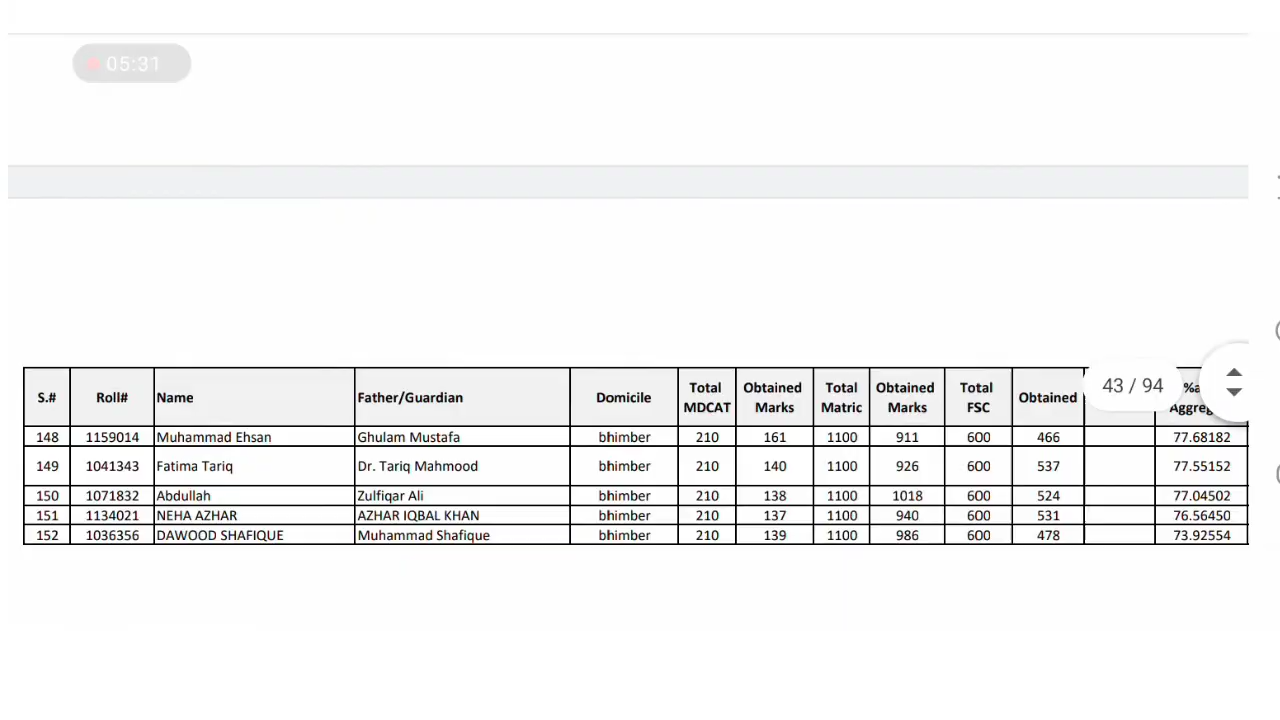 05:31
S.# Roll# Name Father/Guardian Domicile Total MDCAT Obtained Marks Total Matric Obtained Marks Total FSC Obtained
43 / 94
148 1159014 Muhammad Ehsan Ghulam Mustafa bhimber 210 161 1100 911 600 466 77.68182
149 1041343 Fatima Tariq Dr. Tariq Mahmood bhimber 210 140 1100 926 600 537 77.55152
150 1071832 Abdullah Zulfiqar Ali bhimber 210 138 1100 1018 600 524 77.04502
151 1134021 NEHA AZHAR AZHAR IQBAL KHAN bhimber 210 137 1100 940 600 531 76.56450
152 1036356 DAWOOD SHAFIQUE Muhammad Shafique bhimber 210 139 1100 986 600 478 73.92554